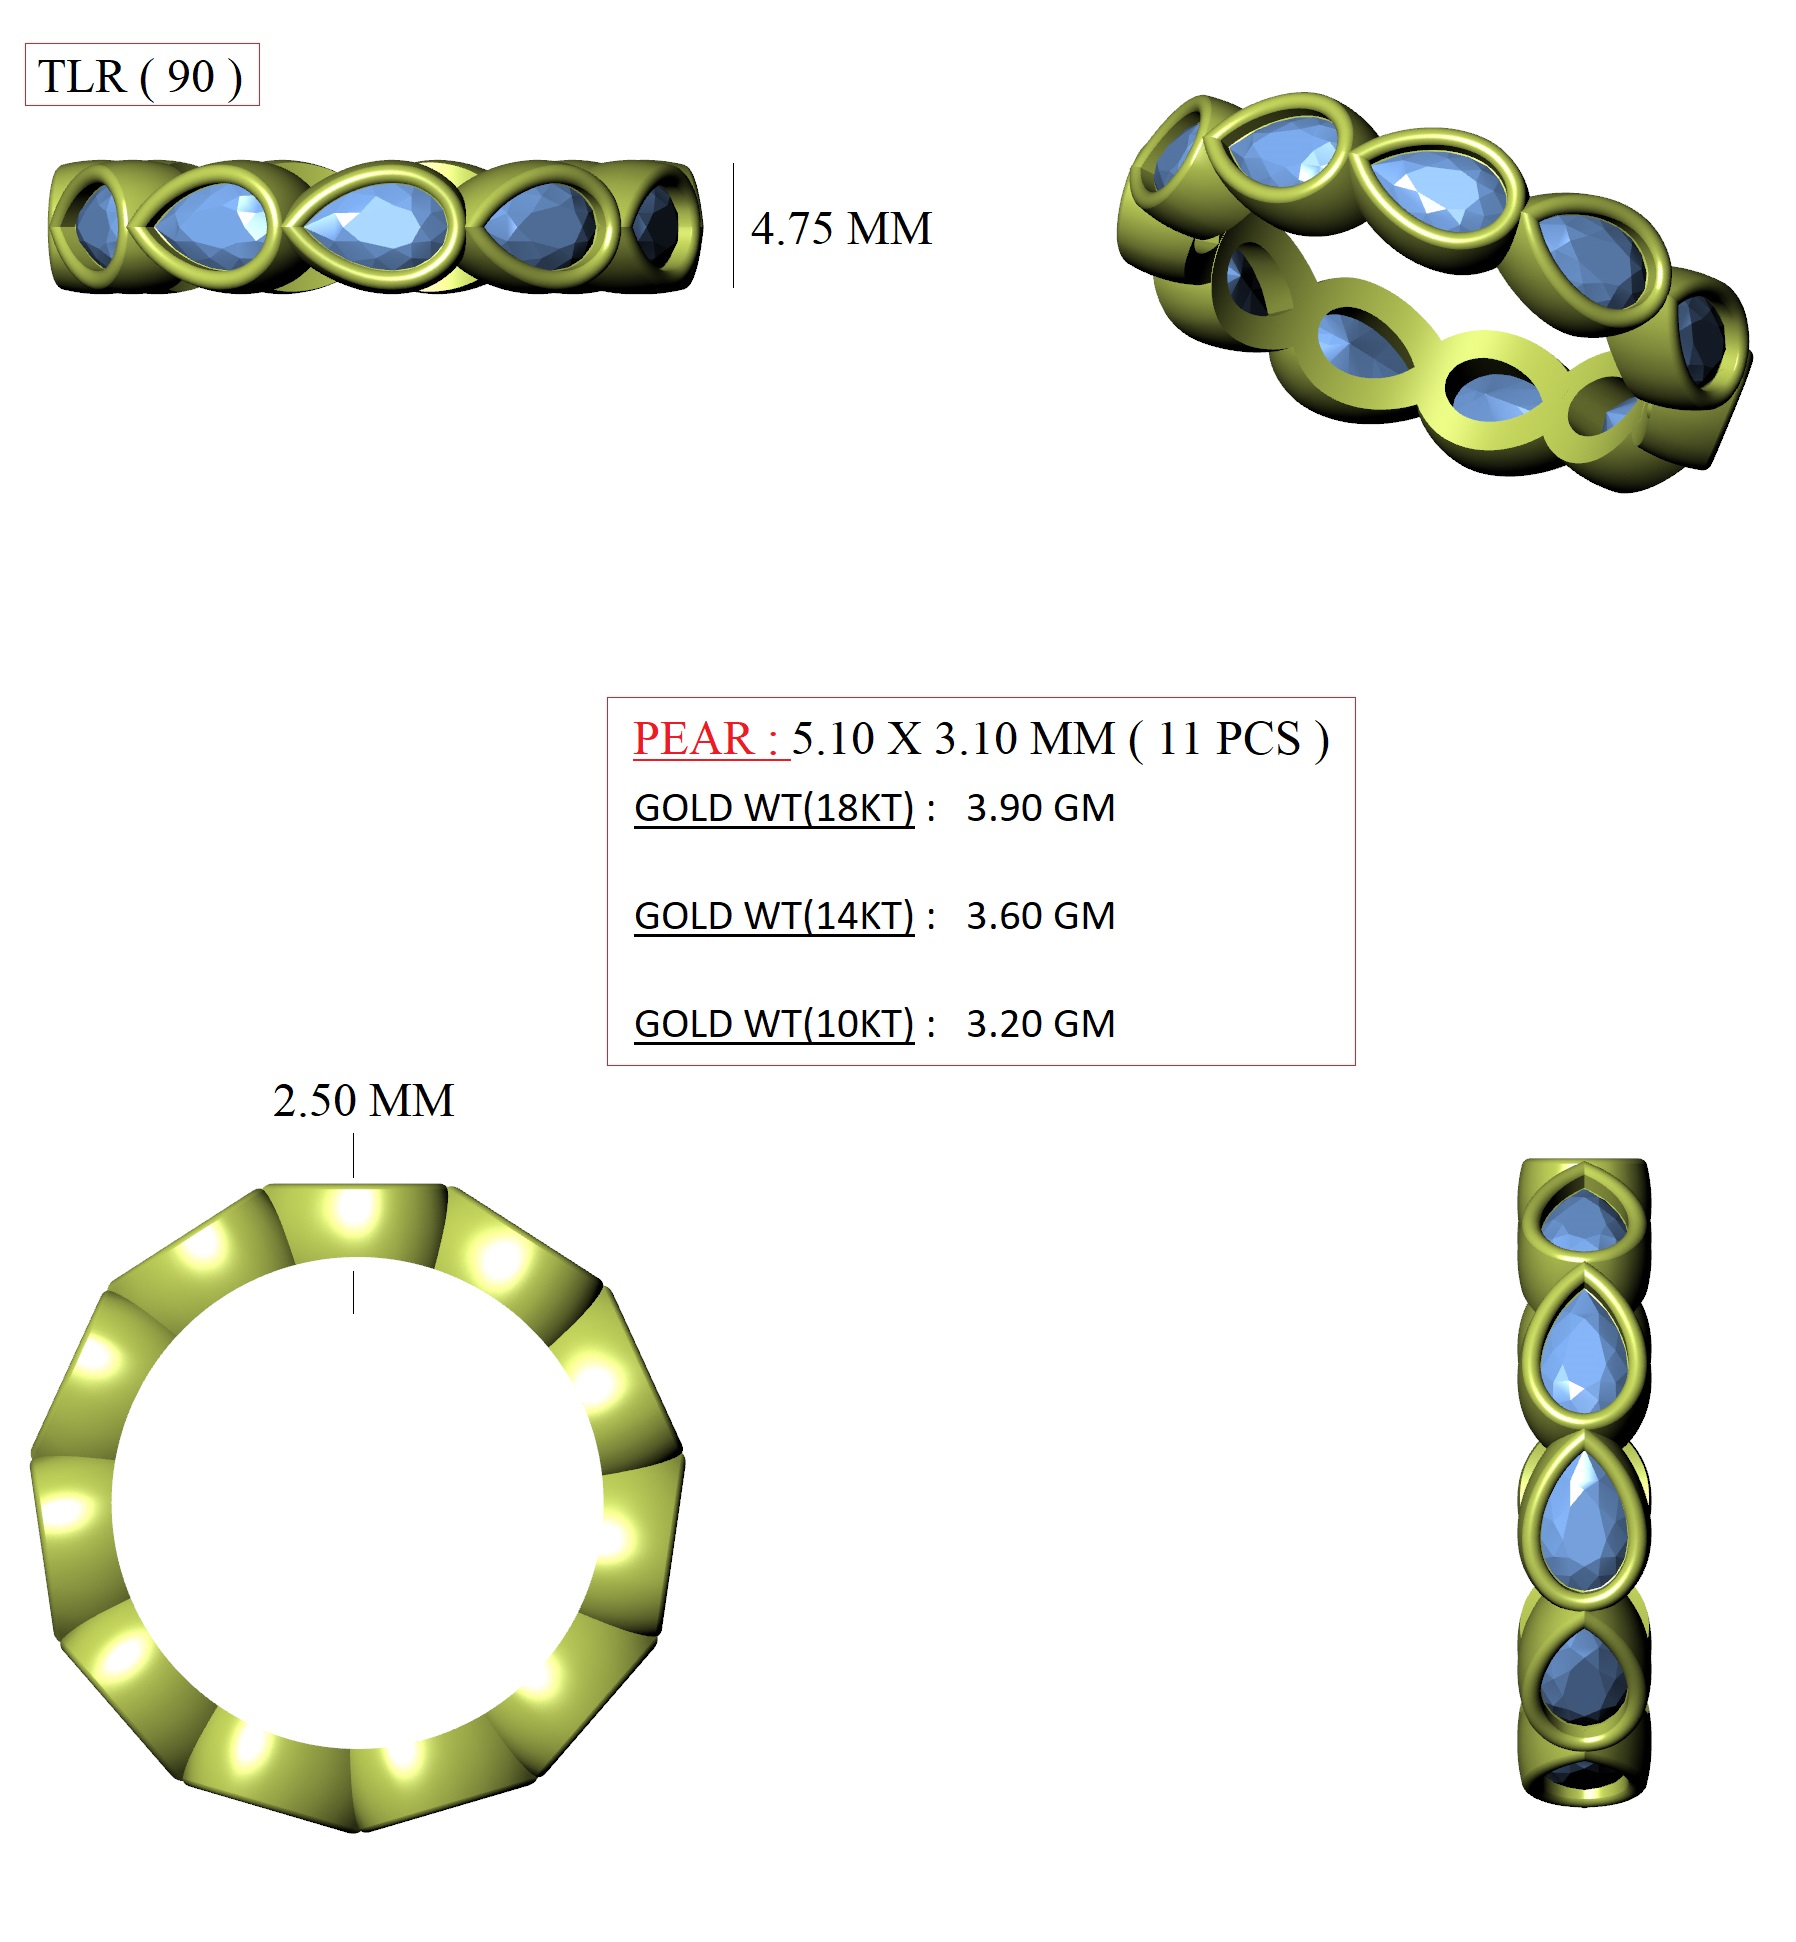 TLR ( 90 )
4.75 MM
PEAR : 5.10 X 3.10 MM ( 11 PCS )
GOLD WT(18KT) : 3.90 GM
GOLD WT(14KT) : 3.60 GM
GOLD WT(10KT) : 3.20 GM
2.50 MM